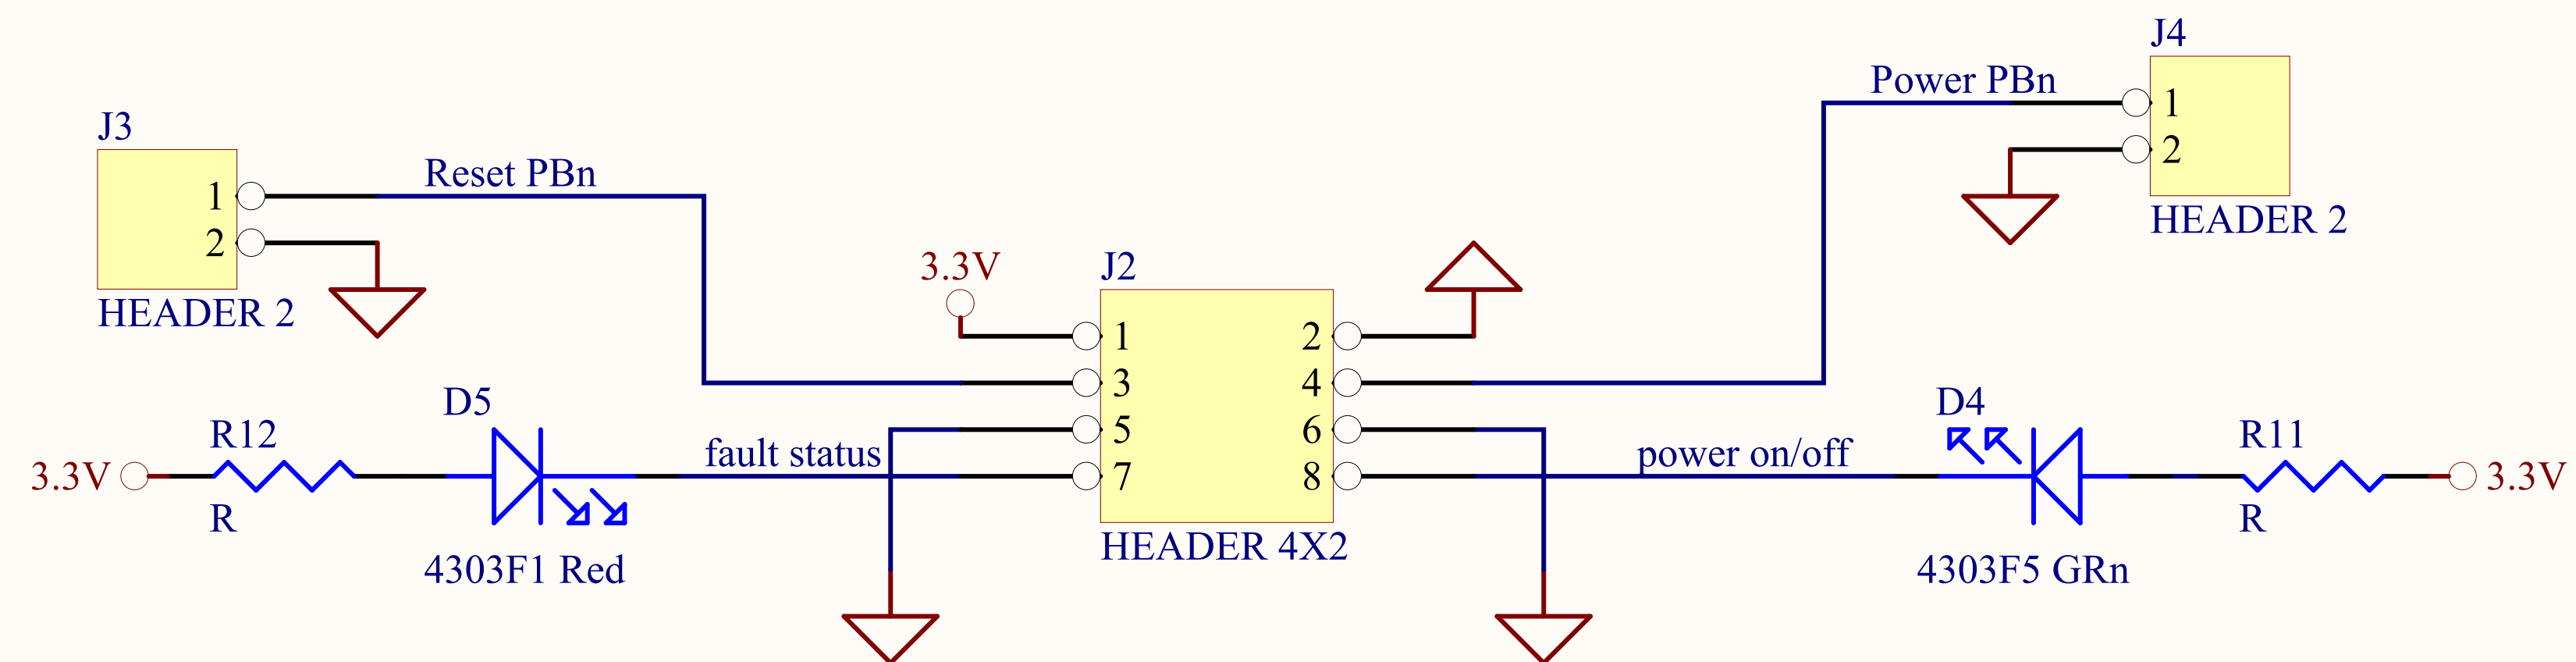 J4
Power PBn
1
2
HEADER 2
J3
Reset PBn
1
2
HEADER 2
3.3V
J2
1
2
3
4
5
6
7
8
HEADER 4X2
D5
R12
3.3V
R
fault status
4303F1 Red
D4
R11
power on/off
3.3V
R
4303F5 GRn